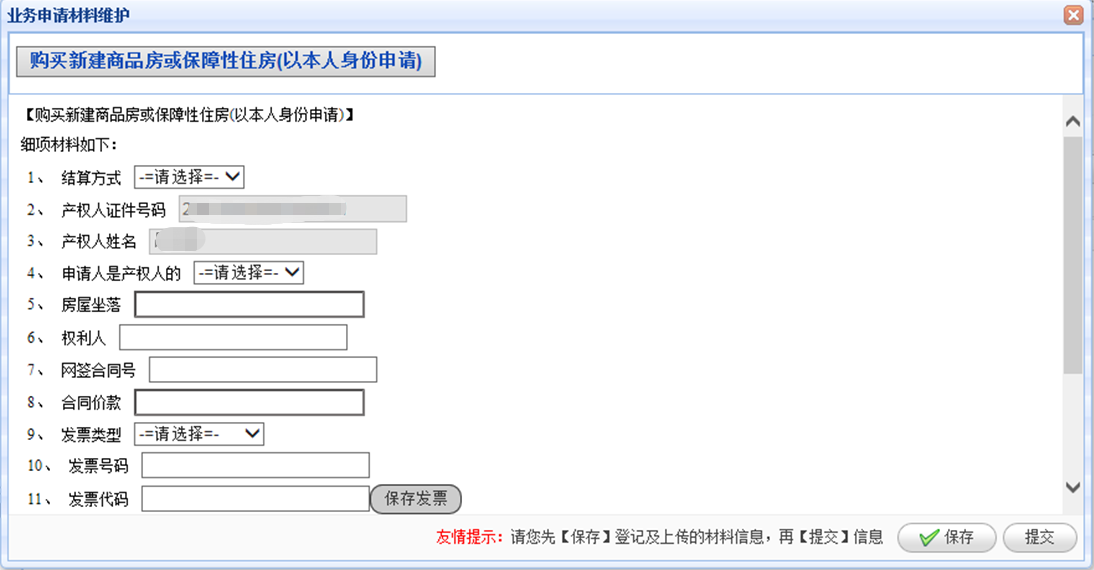 业务申请材料维护
购买新建商品房或保障性住房(以本人身份申请)
【购买新建商品房或保障性住房(以本人身份申请)】
细项材料如下：
1、 结算方式 -=请选择=-
2、 产权人证件号码 2
3、 产权人姓名
4、 申请人是产权人的 -=请选择=-
5、 房屋坐落
6、 权利人
7、 网签合同号
8、 合同价款
9、 发票类型 -=请选择=-
10、 发票号码
11、 发票代码 保存发票
友情提示：请您先【保存】登记及上传的材料信息，再【提交】信息 保存 提交